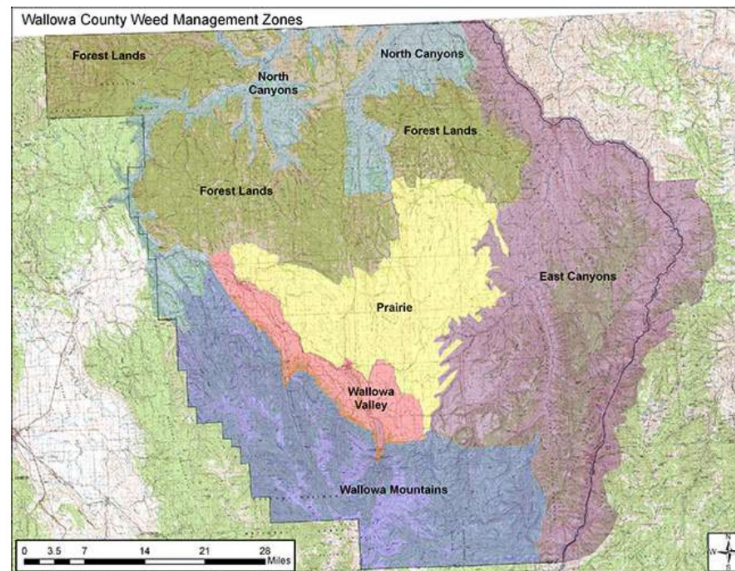 Wallowa County Weed Management Zones
Forest Lands
North
Canyons
North Canyons
Forest Lands
Forest Lands
East Canyons
Prairie
Wallowa
Valley
Wallowa Mountains
0 3.5 7 14 21 28
Miles
N